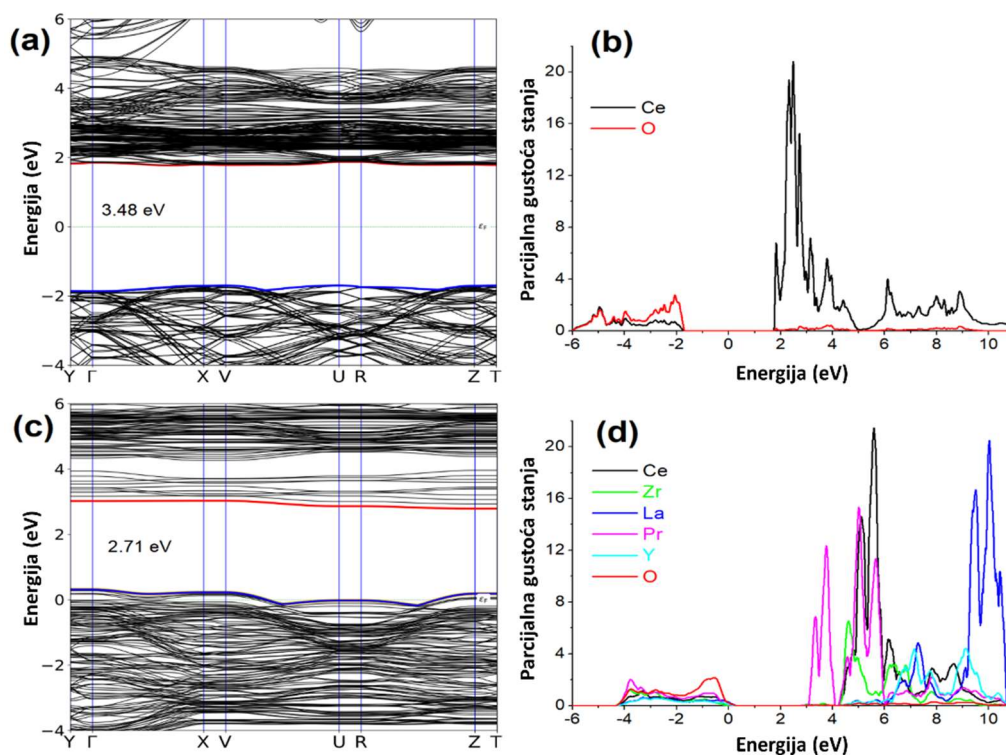 (a)
Energija (eV)
6
4
2
0
−2
−4
3.48 eV
εF
Y Γ X V U R Z T
(b)
Parcijalna gustoća stanja
20
16
12
8
4
0
Ce
O
-6 -4 -2 0 2 4 6 8 10
Energija (eV)
(c)
Energija (eV)
6
4
2
0
−2
−4
2.71 eV
εF
Y Γ X V U R Z T
(d)
Parcijalna gustoća stanja
20
16
12
8
4
0
Ce
Zr
La
Pr
Y
O
-6 -4 -2 0 2 4 6 8 10
Energija (eV)